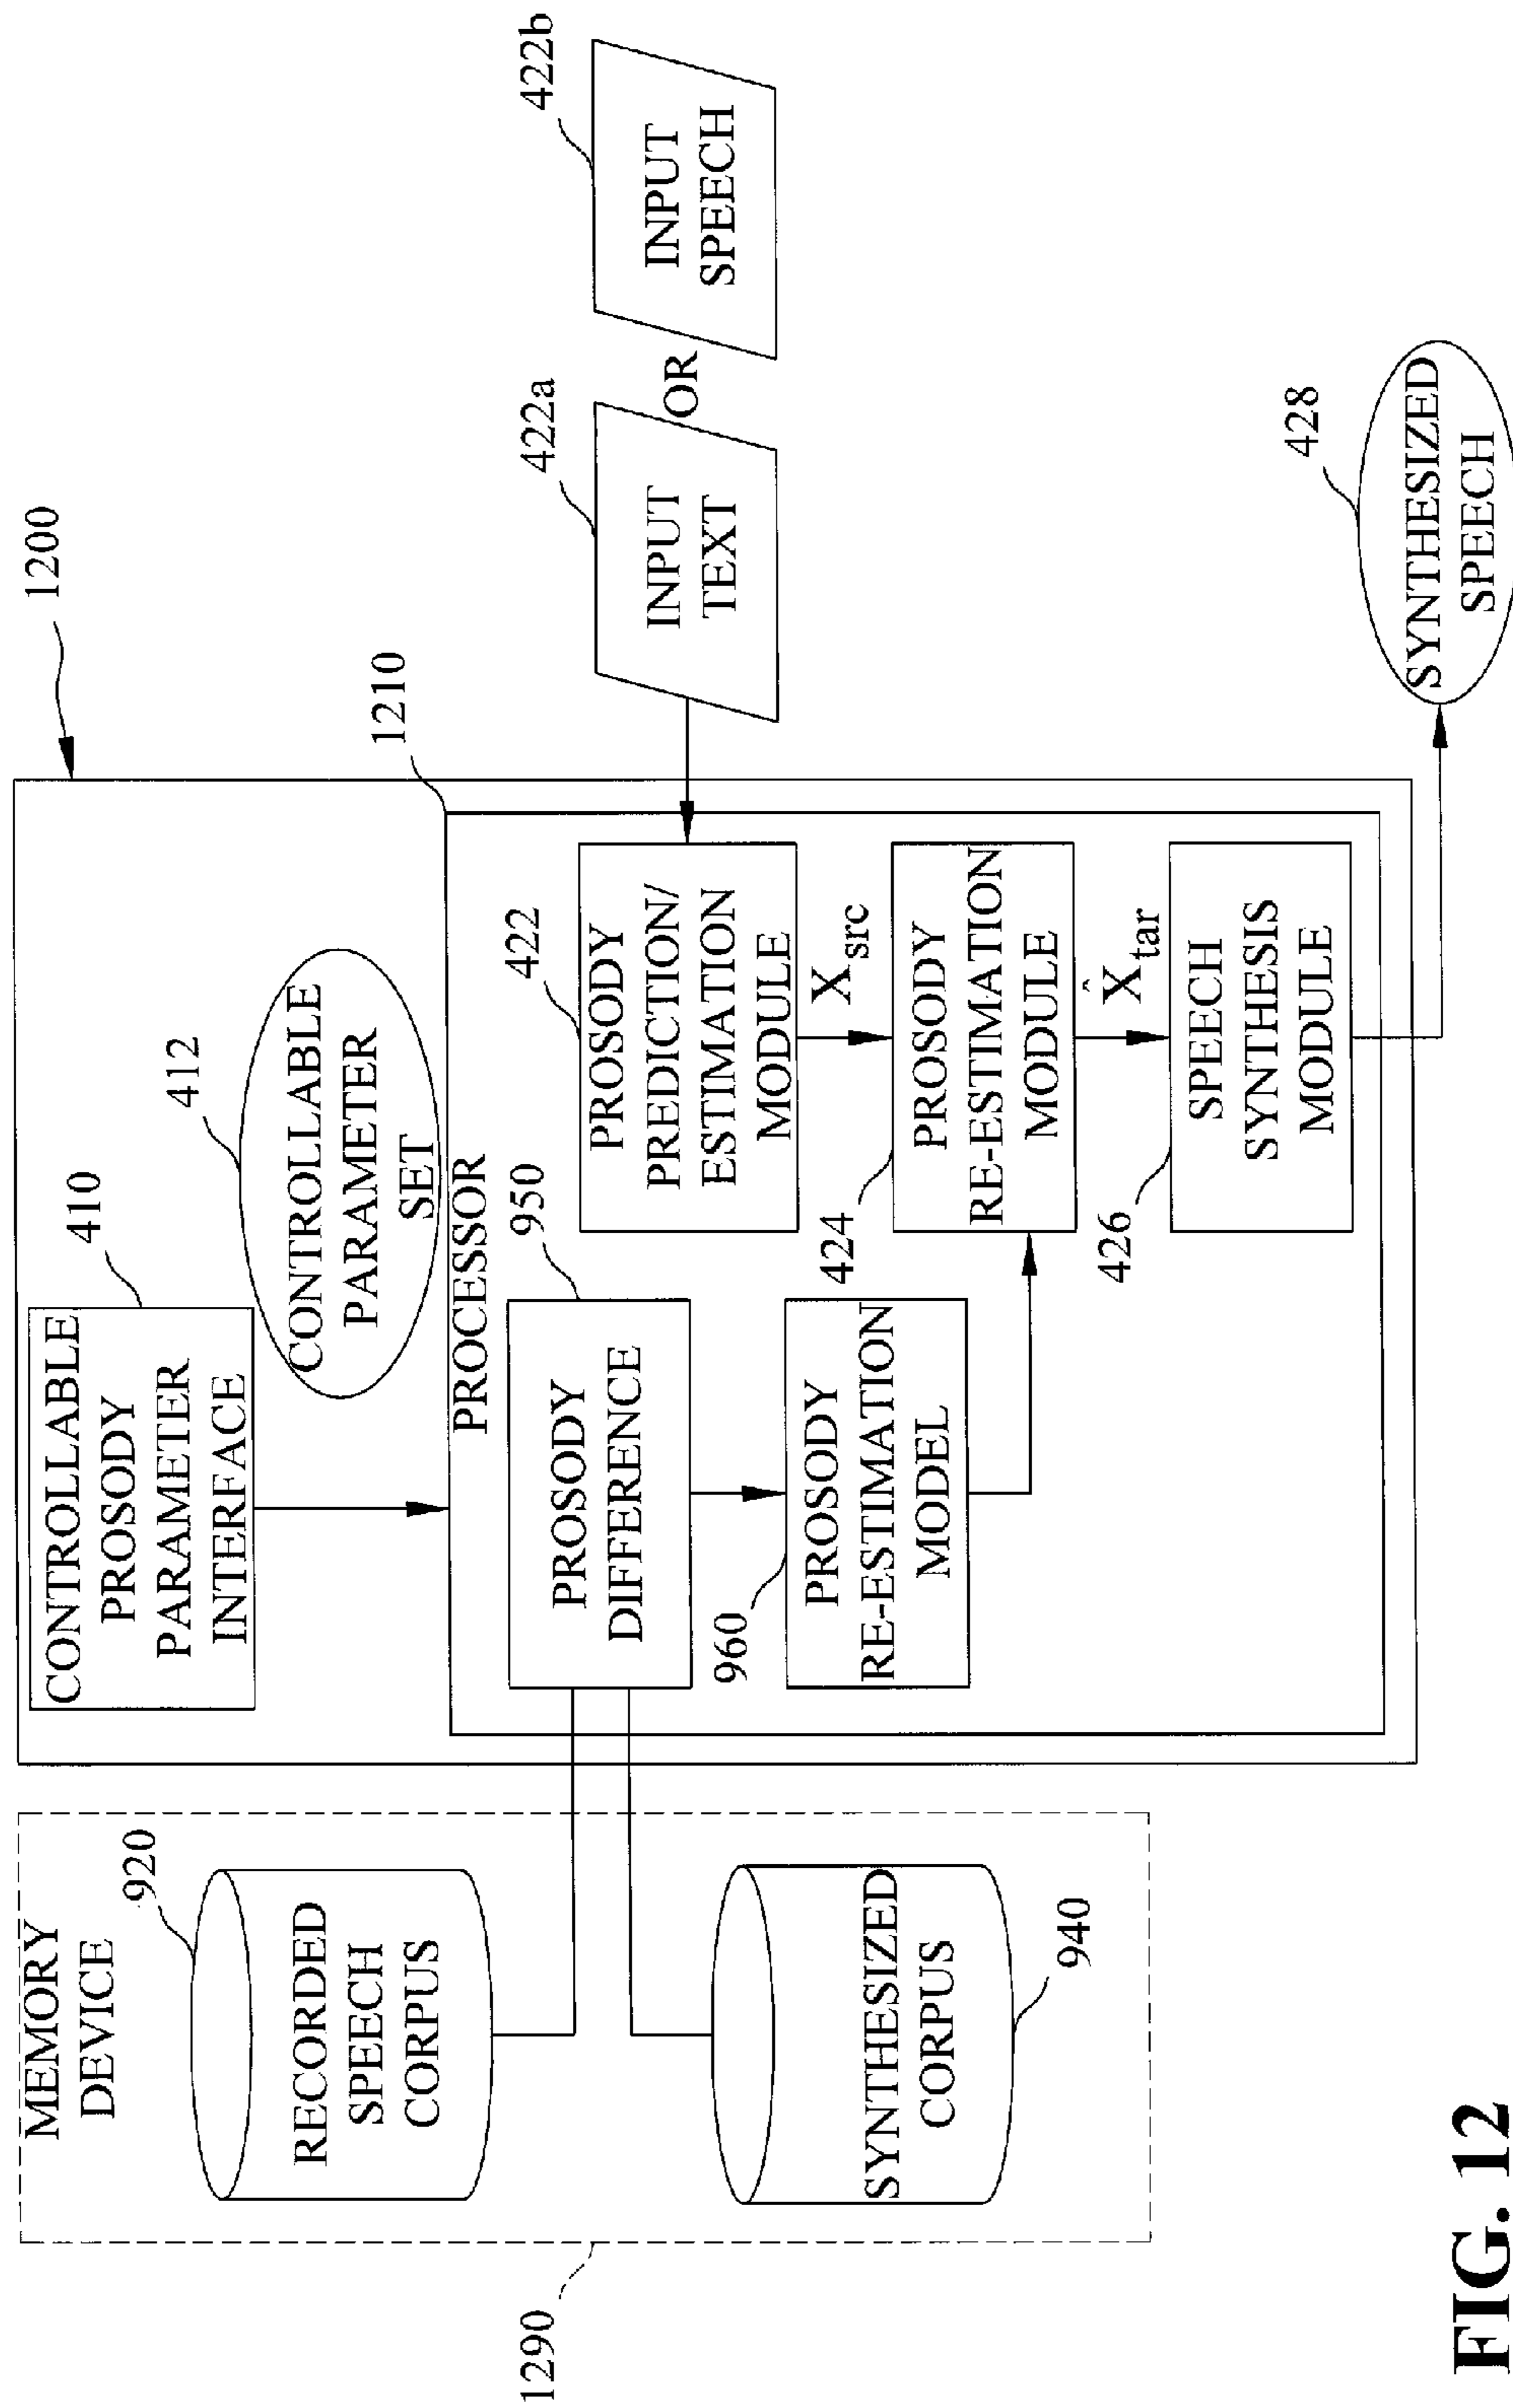 1200
MEMORY
DEVICE
920
RECORDED
SPEECH
CORPUS
SYNTHESIZED
CORPUS
940
1290
410
CONTROLLABLE
PROSODY
PARAMETER
INTERFACE
412
CONTROLLABLE
PARAMETER
SET
1210
PROCESSOR
950
PROSODY
DIFFERENCE
960
PROSODY
RE-ESTIMATION
MODEL
422
PROSODY
PREDICTION/
ESTIMATION
MODULE
Xsrc
424
PROSODY
RE-ESTIMATION
MODULE
X̂tar
426
SPEECH
SYNTHESIS
MODULE
422a
INPUT
TEXT
OR
422b
INPUT
SPEECH
428
SYNTHESIZED
SPEECH
FIG. 12